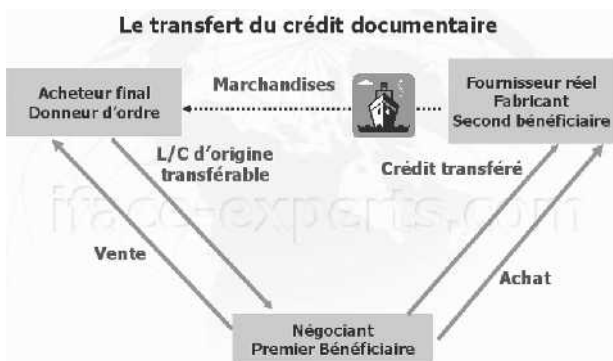 Le transfert du crédit documentaire
Acheteur final
Donneur d'ordre
Marchandises
Fournisseur réel
Fabricant
Second bénéficiaire
L/C d'origine
transférable
Crédit transféré
iface-experts.com
Vente
Achat
Négociant
Premier Bénéficiaire